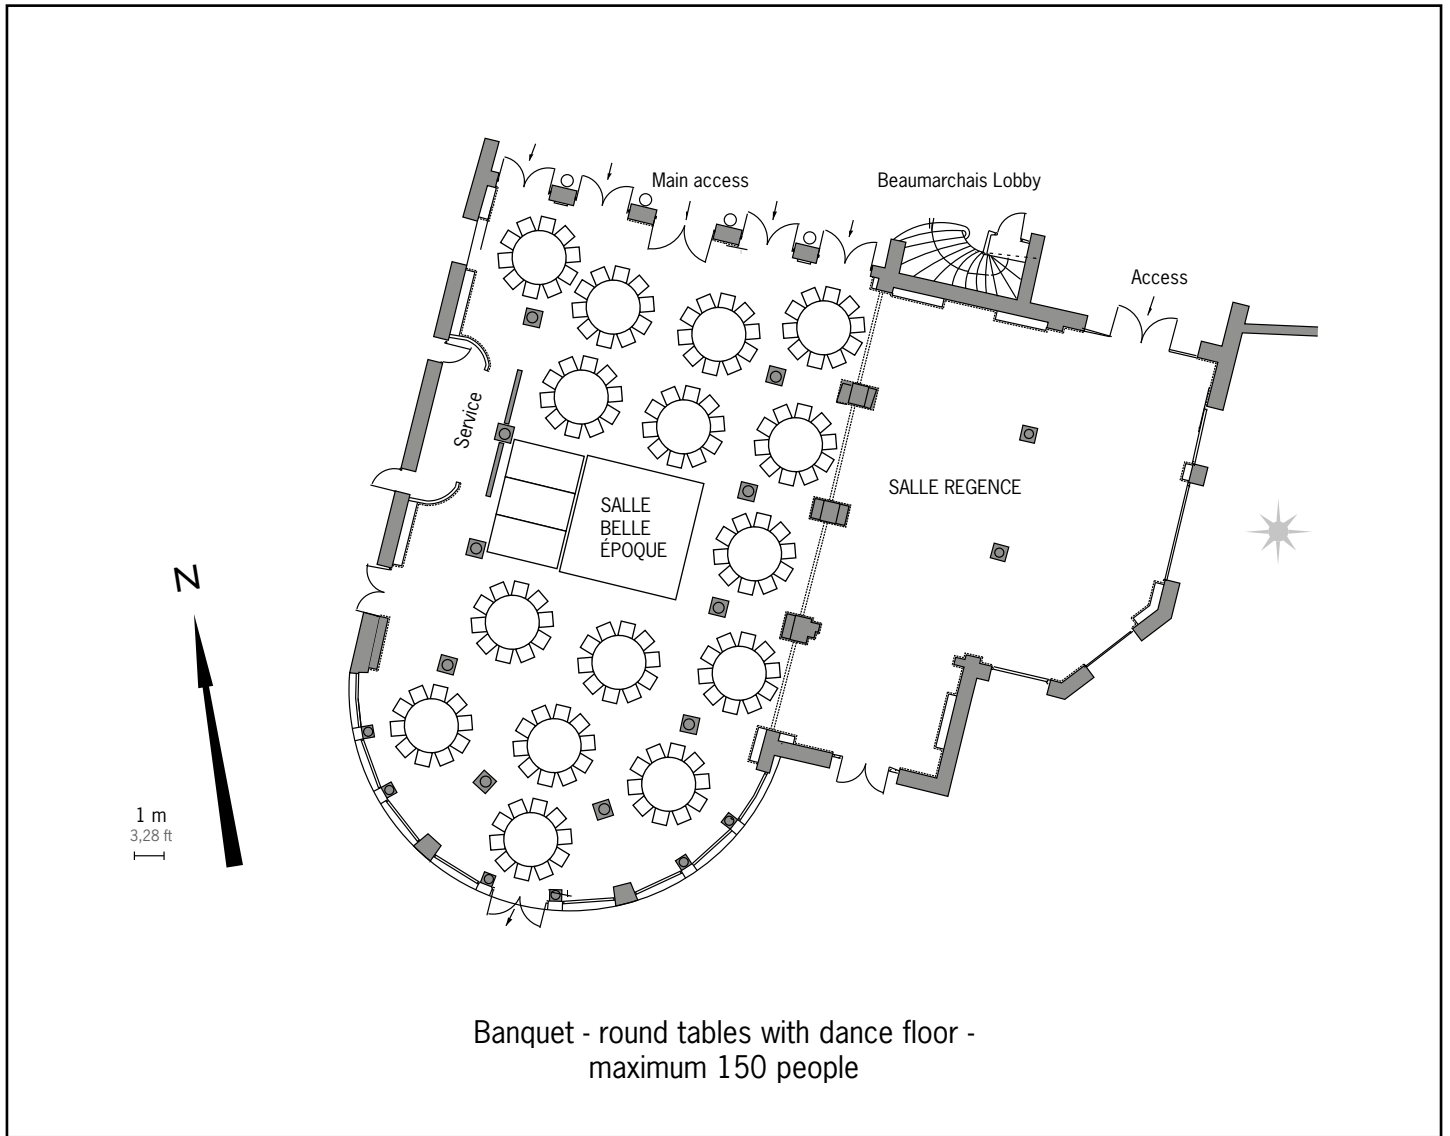 Main access
Beaumarchais Lobby
Access
Service
SALLE REGENCE
SALLE
BELLE
ÉPOQUE
N
1 m
3,28 ft
Banquet - round tables with dance floor -
maximum 150 people